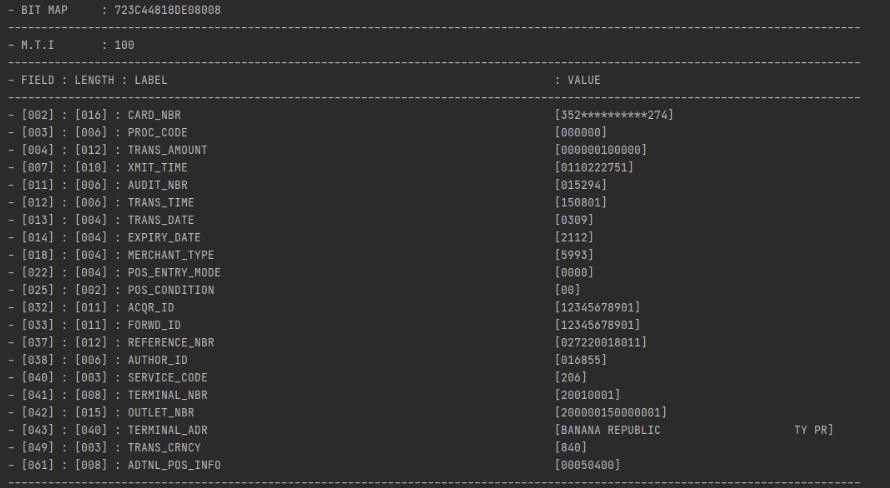 - BIT MAP     : 723C44818DE08008
--------------------------------------------------------------------------------------------------------------------------------
- M.T.I       : 100
--------------------------------------------------------------------------------------------------------------------------------
- FIELD : LENGTH : LABEL                                                          : VALUE
--------------------------------------------------------------------------------------------------------------------------------
- [002] : [016] : CARD_NBR                                                        [352**********274]
- [003] : [006] : PROC_CODE                                                       [000000]
- [004] : [012] : TRANS_AMOUNT                                                    [000000100000]
- [007] : [010] : XMIT_TIME                                                       [0110222751]
- [011] : [006] : AUDIT_NBR                                                       [015294]
- [012] : [006] : TRANS_TIME                                                      [150801]
- [013] : [004] : TRANS_DATE                                                      [0309]
- [014] : [004] : EXPIRY_DATE                                                     [2112]
- [018] : [004] : MERCHANT_TYPE                                                   [5993]
- [022] : [004] : POS_ENTRY_MODE                                                  [0000]
- [025] : [002] : POS_CONDITION                                                   [00]
- [032] : [011] : ACQR_ID                                                         [12345678901]
- [033] : [011] : FORWD_ID                                                        [12345678901]
- [037] : [012] : REFERENCE_NBR                                                   [027220018011]
- [038] : [006] : AUTHOR_ID                                                       [016855]
- [040] : [003] : SERVICE_CODE                                                    [206]
- [041] : [008] : TERMINAL_NBR                                                    [20010001]
- [042] : [015] : OUTLET_NBR                                                      [200000150000001]
- [043] : [040] : TERMINAL_ADR                                                    [BANANA REPUBLIC                    TY PR]
- [049] : [003] : TRANS_CRNCY                                                     [840]
- [061] : [008] : ADTNL_POS_INFO                                                  [00050400]
--------------------------------------------------------------------------------------------------------------------------------